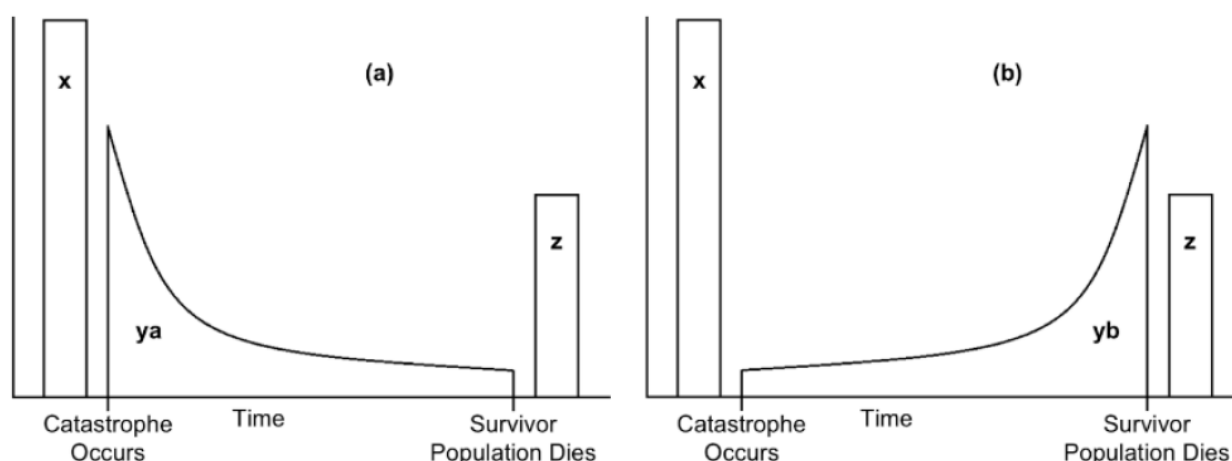 (a)
x
z
ya
Catastrophe
Occurs
Time
Survivor
Population Dies
(b)
x
z
yb
Catastrophe
Occurs
Time
Survivor
Population Dies